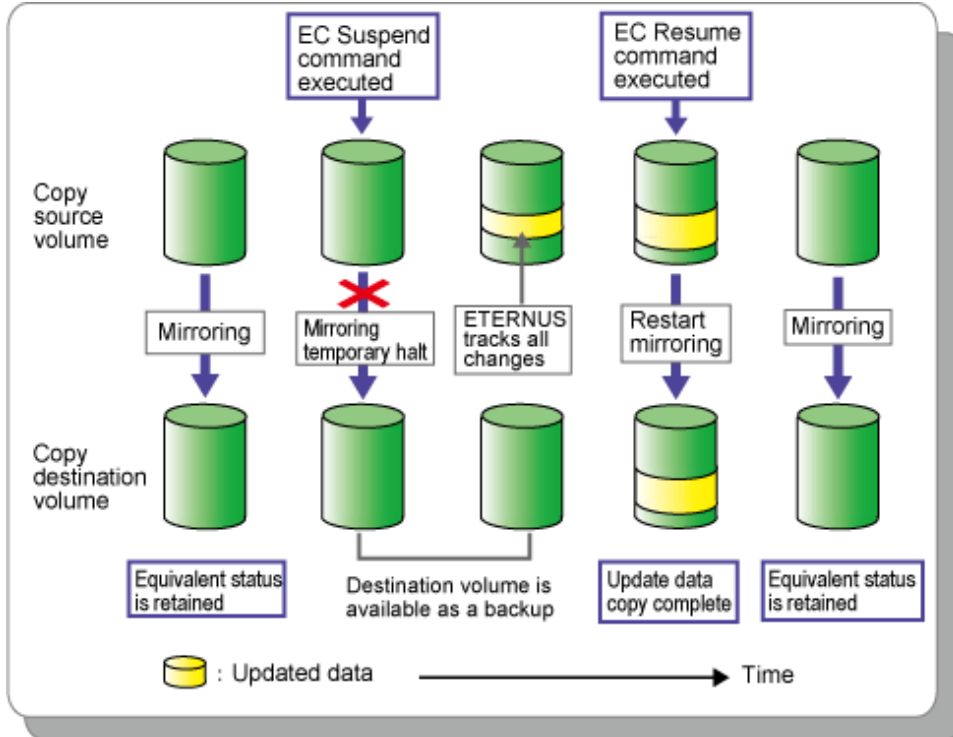 EC Suspend
command
executed
EC Resume
command
executed
Copy
source
volume
Mirroring
Mirroring
temporary halt
ETERNUS
tracks all
changes
Restart
mirroring
Mirroring
Copy
destination
volume
Equivalent status
is retained
Destination volume is
available as a backup
Update data
copy complete
Equivalent status
is retained
: Updated data
Time